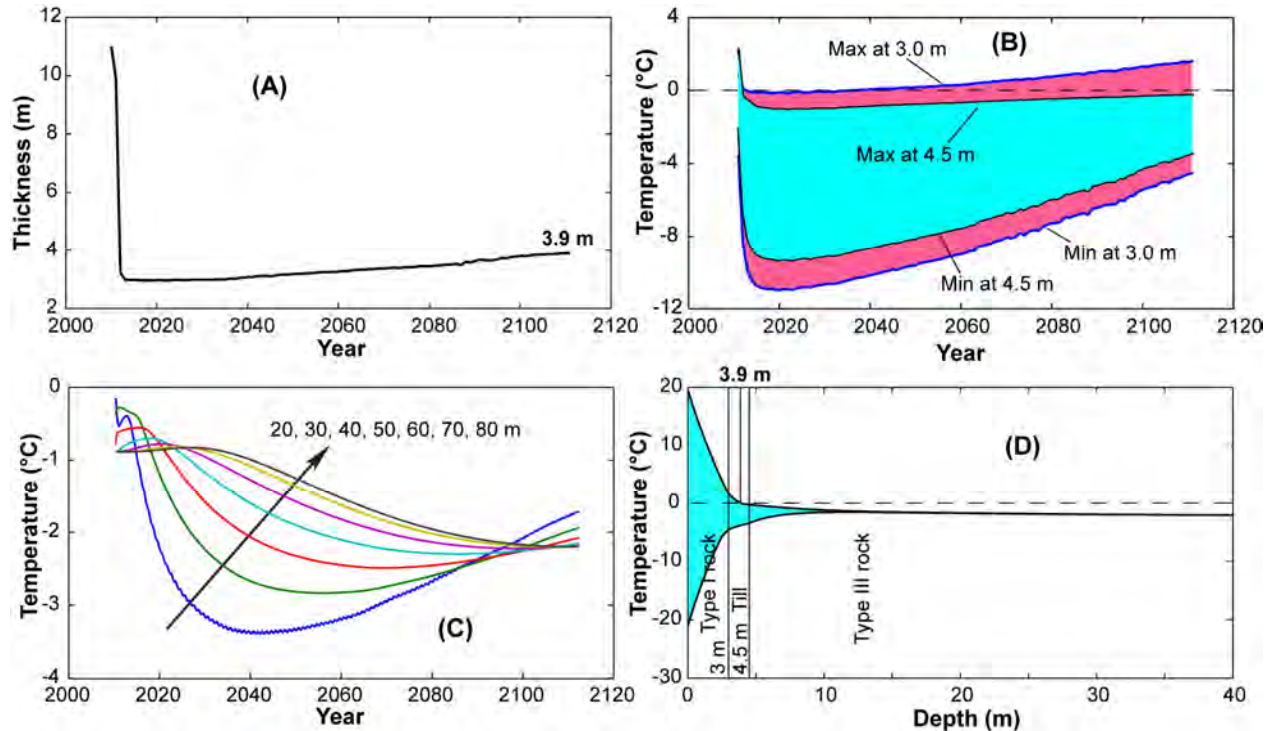 12
10
8
6
4
2
Thickness (m)
(A)
3.9 m
2000 2020 2040 2060 2080 2100 2120
Year
4
0
-4
-8
-12
Temperature (°C)
(B)
Max at 3.0 m
Max at 4.5 m
Min at 4.5 m
Min at 3.0 m
2000 2020 2040 2060 2080 2100 2120
Year
0
-1
-2
-3
-4
Temperature (°C)
20, 30, 40, 50, 60, 70, 80 m
(C)
2000 2020 2040 2060 2080 2100 2120
Year
3.9 m
20
10
0
-10
-20
-30
Temperature (°C)
(D)
3 m Type I rock
4.5 m Till
Type III rock
0 10 20 30 40
Depth (m)